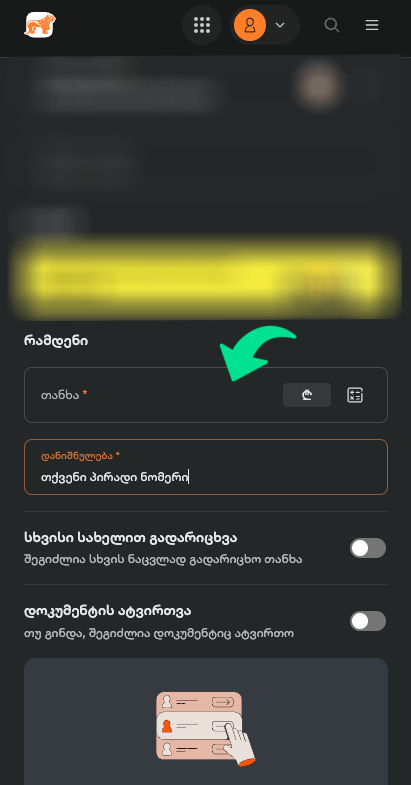 რამდენი
თანხა *
₾
დანიშნულება *
თქვენი პირადი ნომერი
სხვისი სახელით გადარიცხვა
შეგიძლია სხვის ნაცვლად გადარიცხო თანხა
დოკუმენტის ატვირთვა
თუ გინდა, შეგიძლია დოკუმენტიც ატვირთო